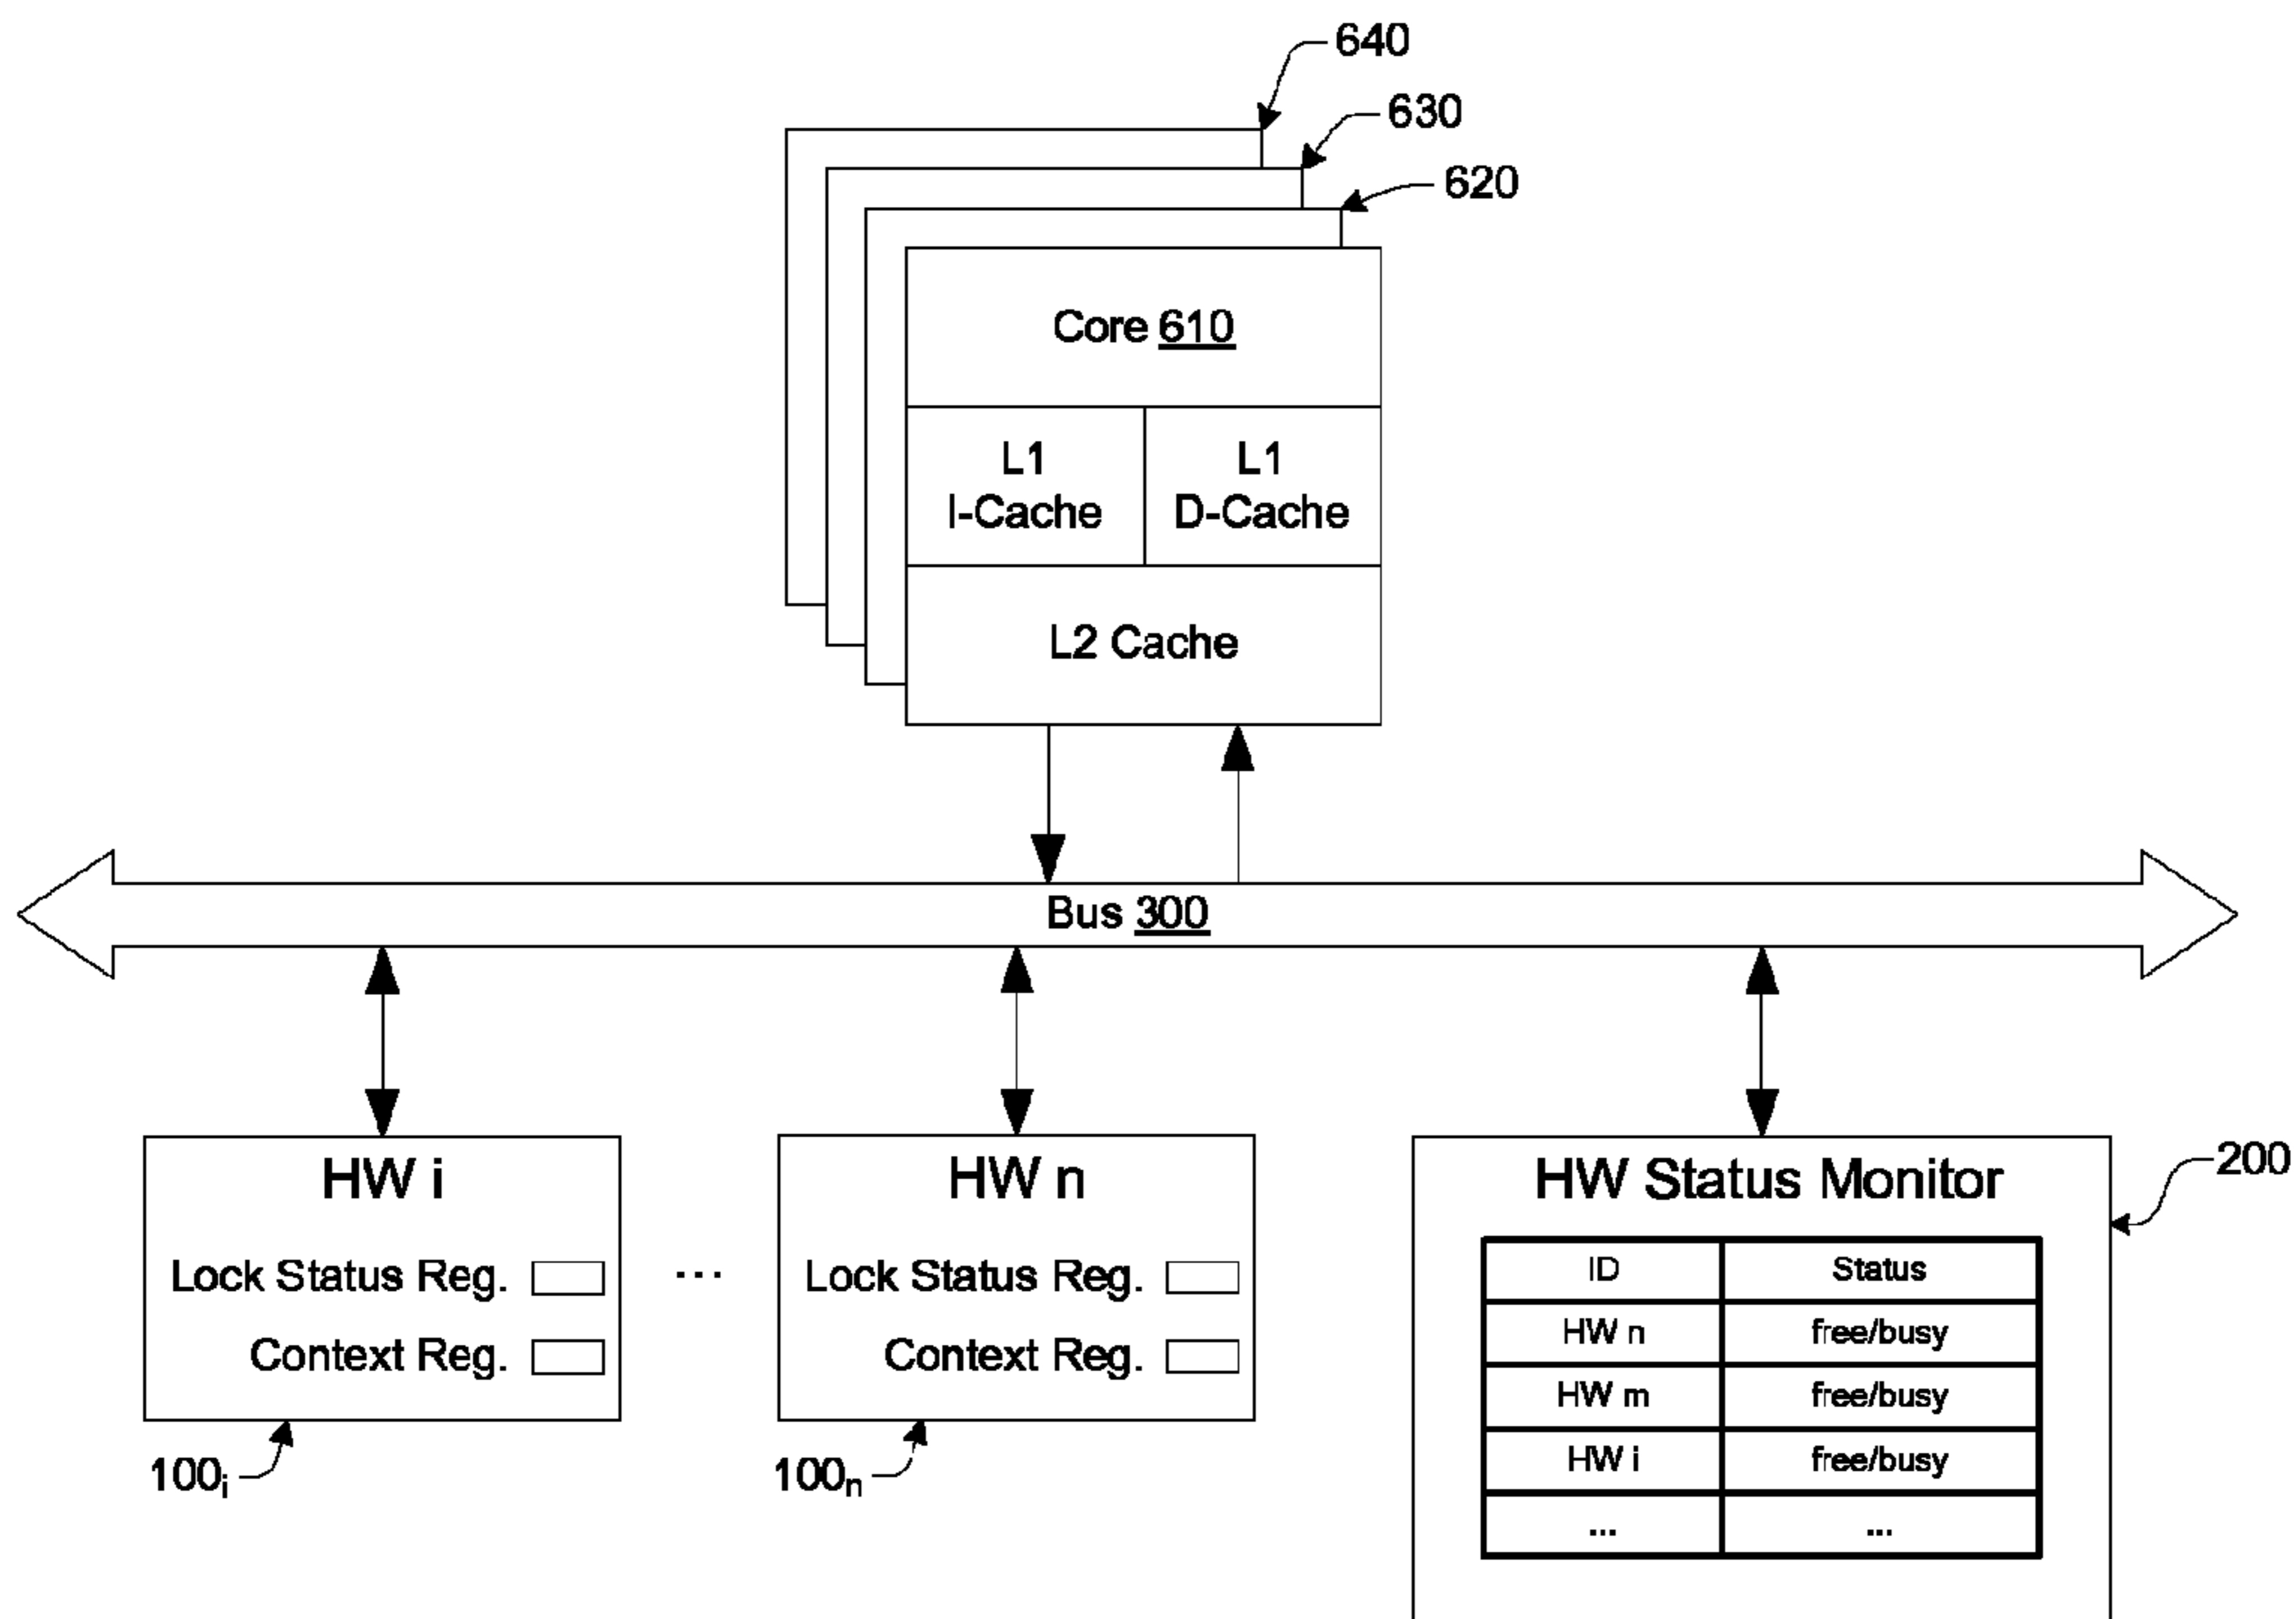 640
630
620
Core 610
L1
I-Cache
L1
D-Cache
L2 Cache
Bus 300
HW i
Lock Status Reg.
Context Reg.
100i
...
HW n
Lock Status Reg.
Context Reg.
100n
HW Status Monitor
200
ID Status
HW n free/busy
HW m free/busy
HW i free/busy
... ...